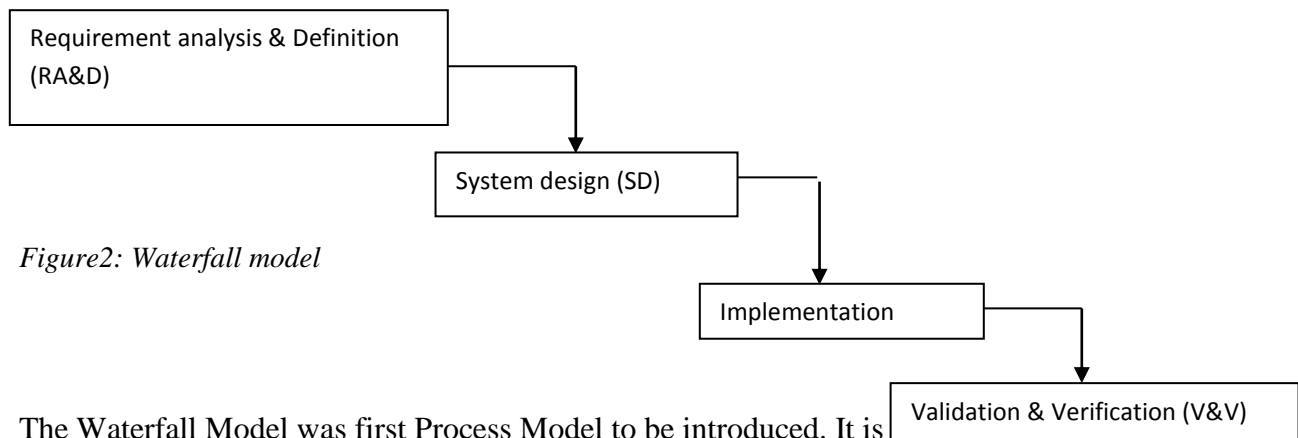 Requirement analysis & Definition
(RA&D)
System design (SD)
Figure2: Waterfall model
Implementation
Validation & Verification (V&V)
The Waterfall Model was first Process Model to be introduced. It is